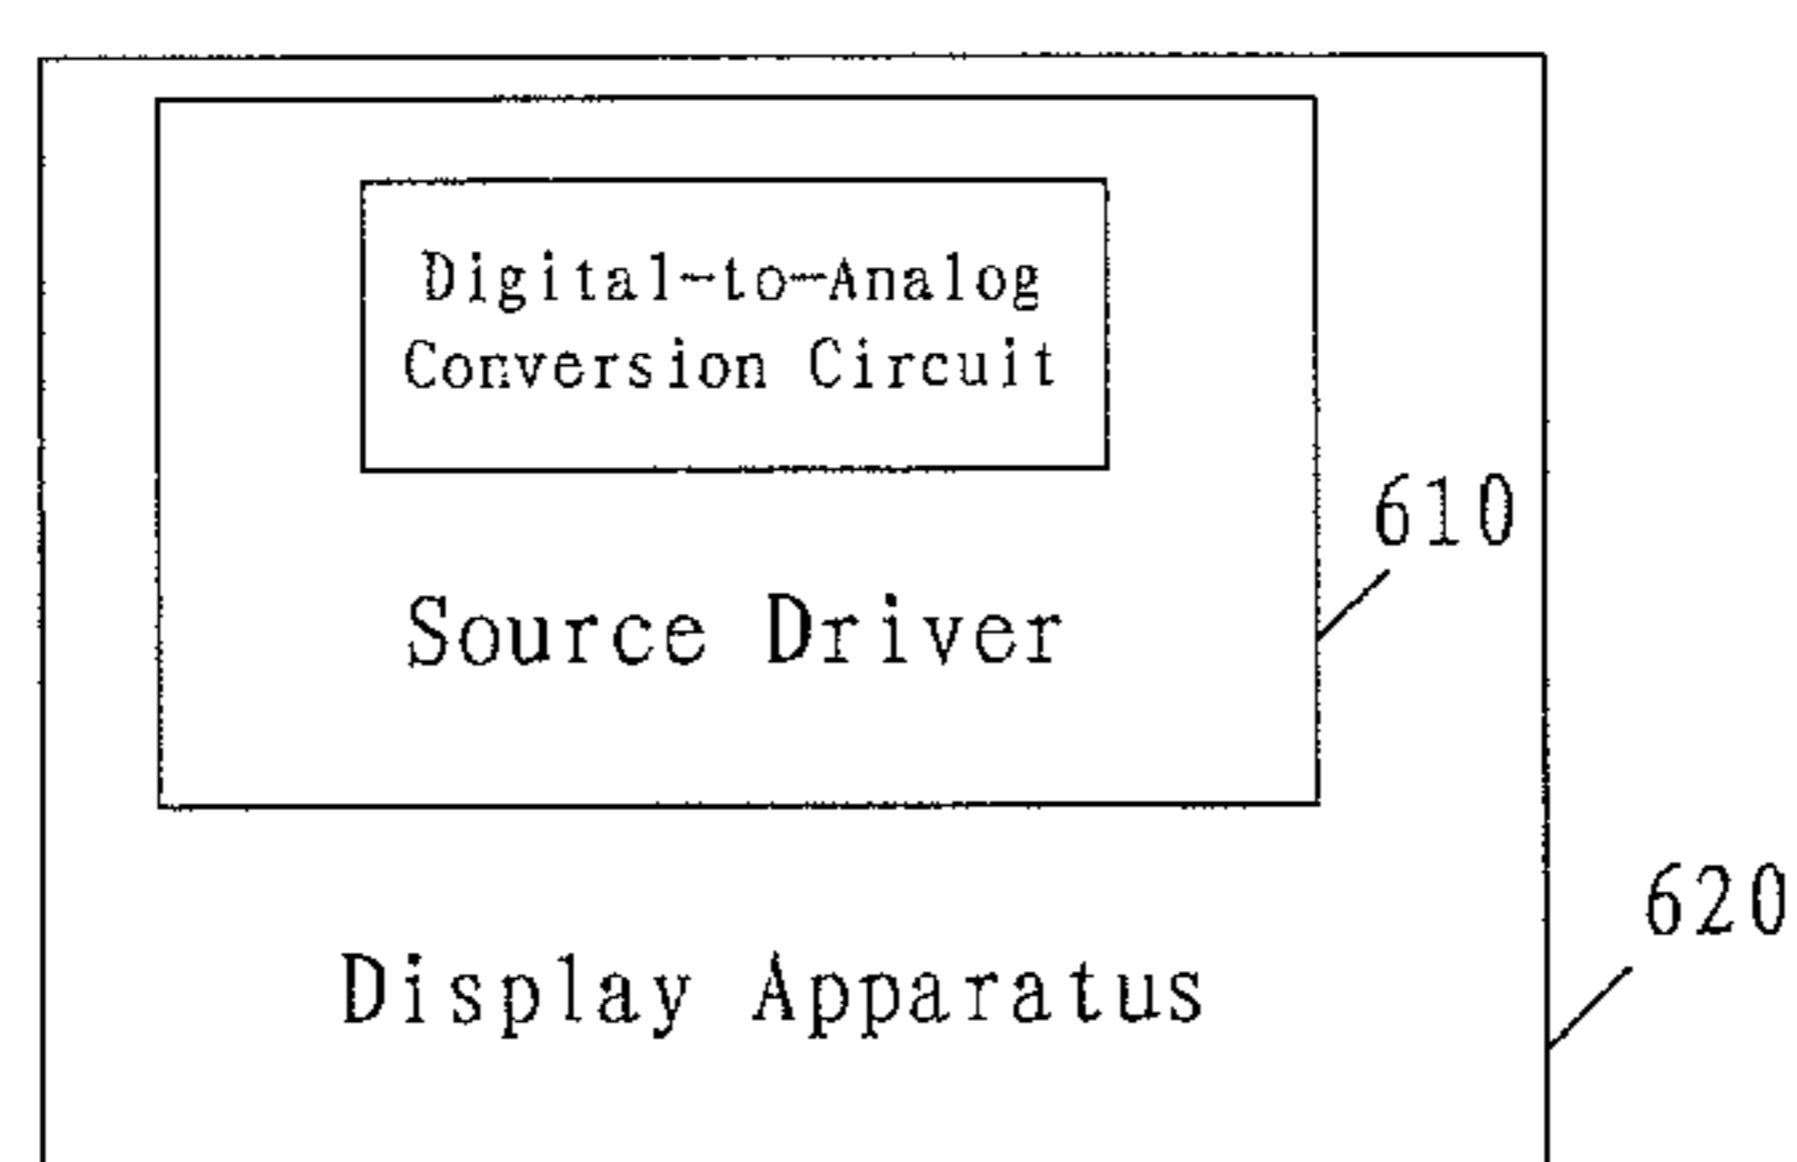 Digital-to-Analog
Conversion Circuit
610
Source Driver
620
Display Apparatus